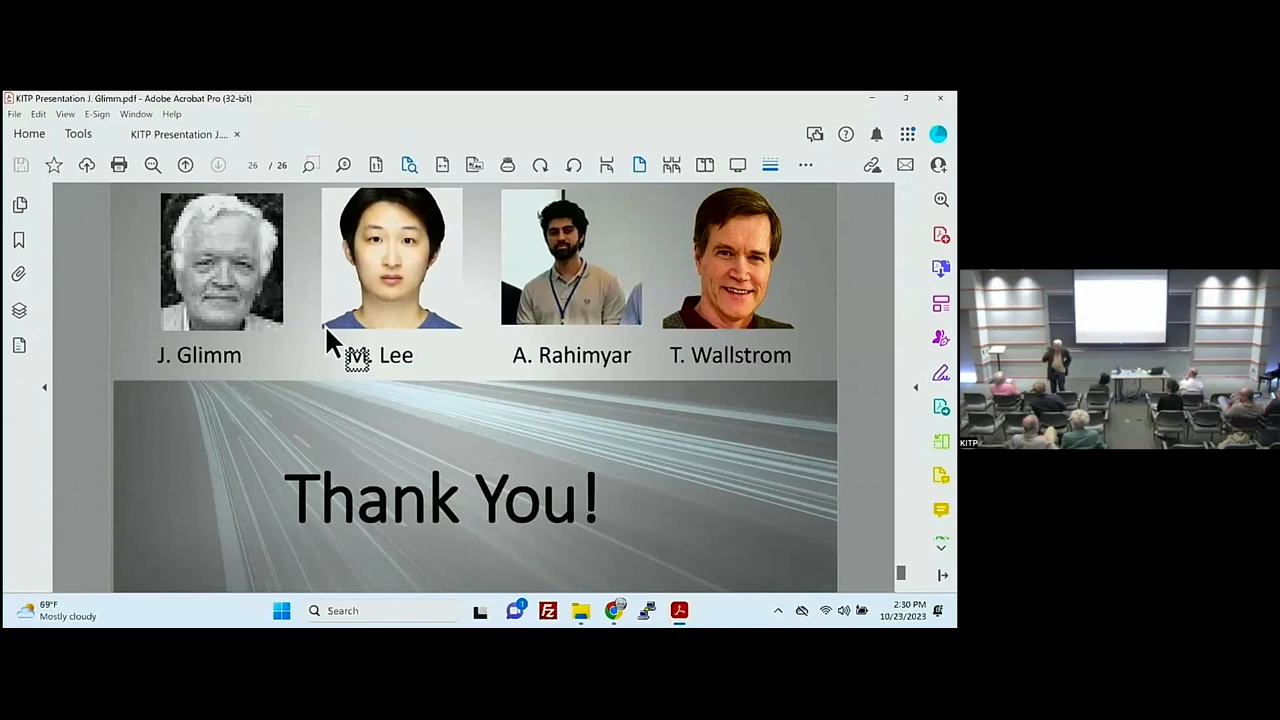 KITP Presentation J. Glimm.pdf - Adobe Acrobat Pro (32-bit)
File Edit View E-Sign Window Help
Home Tools KITP Presentation J.... ×
26 / 26
J. Glimm M. Lee A. Rahimyar T. Wallstrom
Thank You!
KITP
69°F
Mostly cloudy
Search
1
2:30 PM
10/23/2023